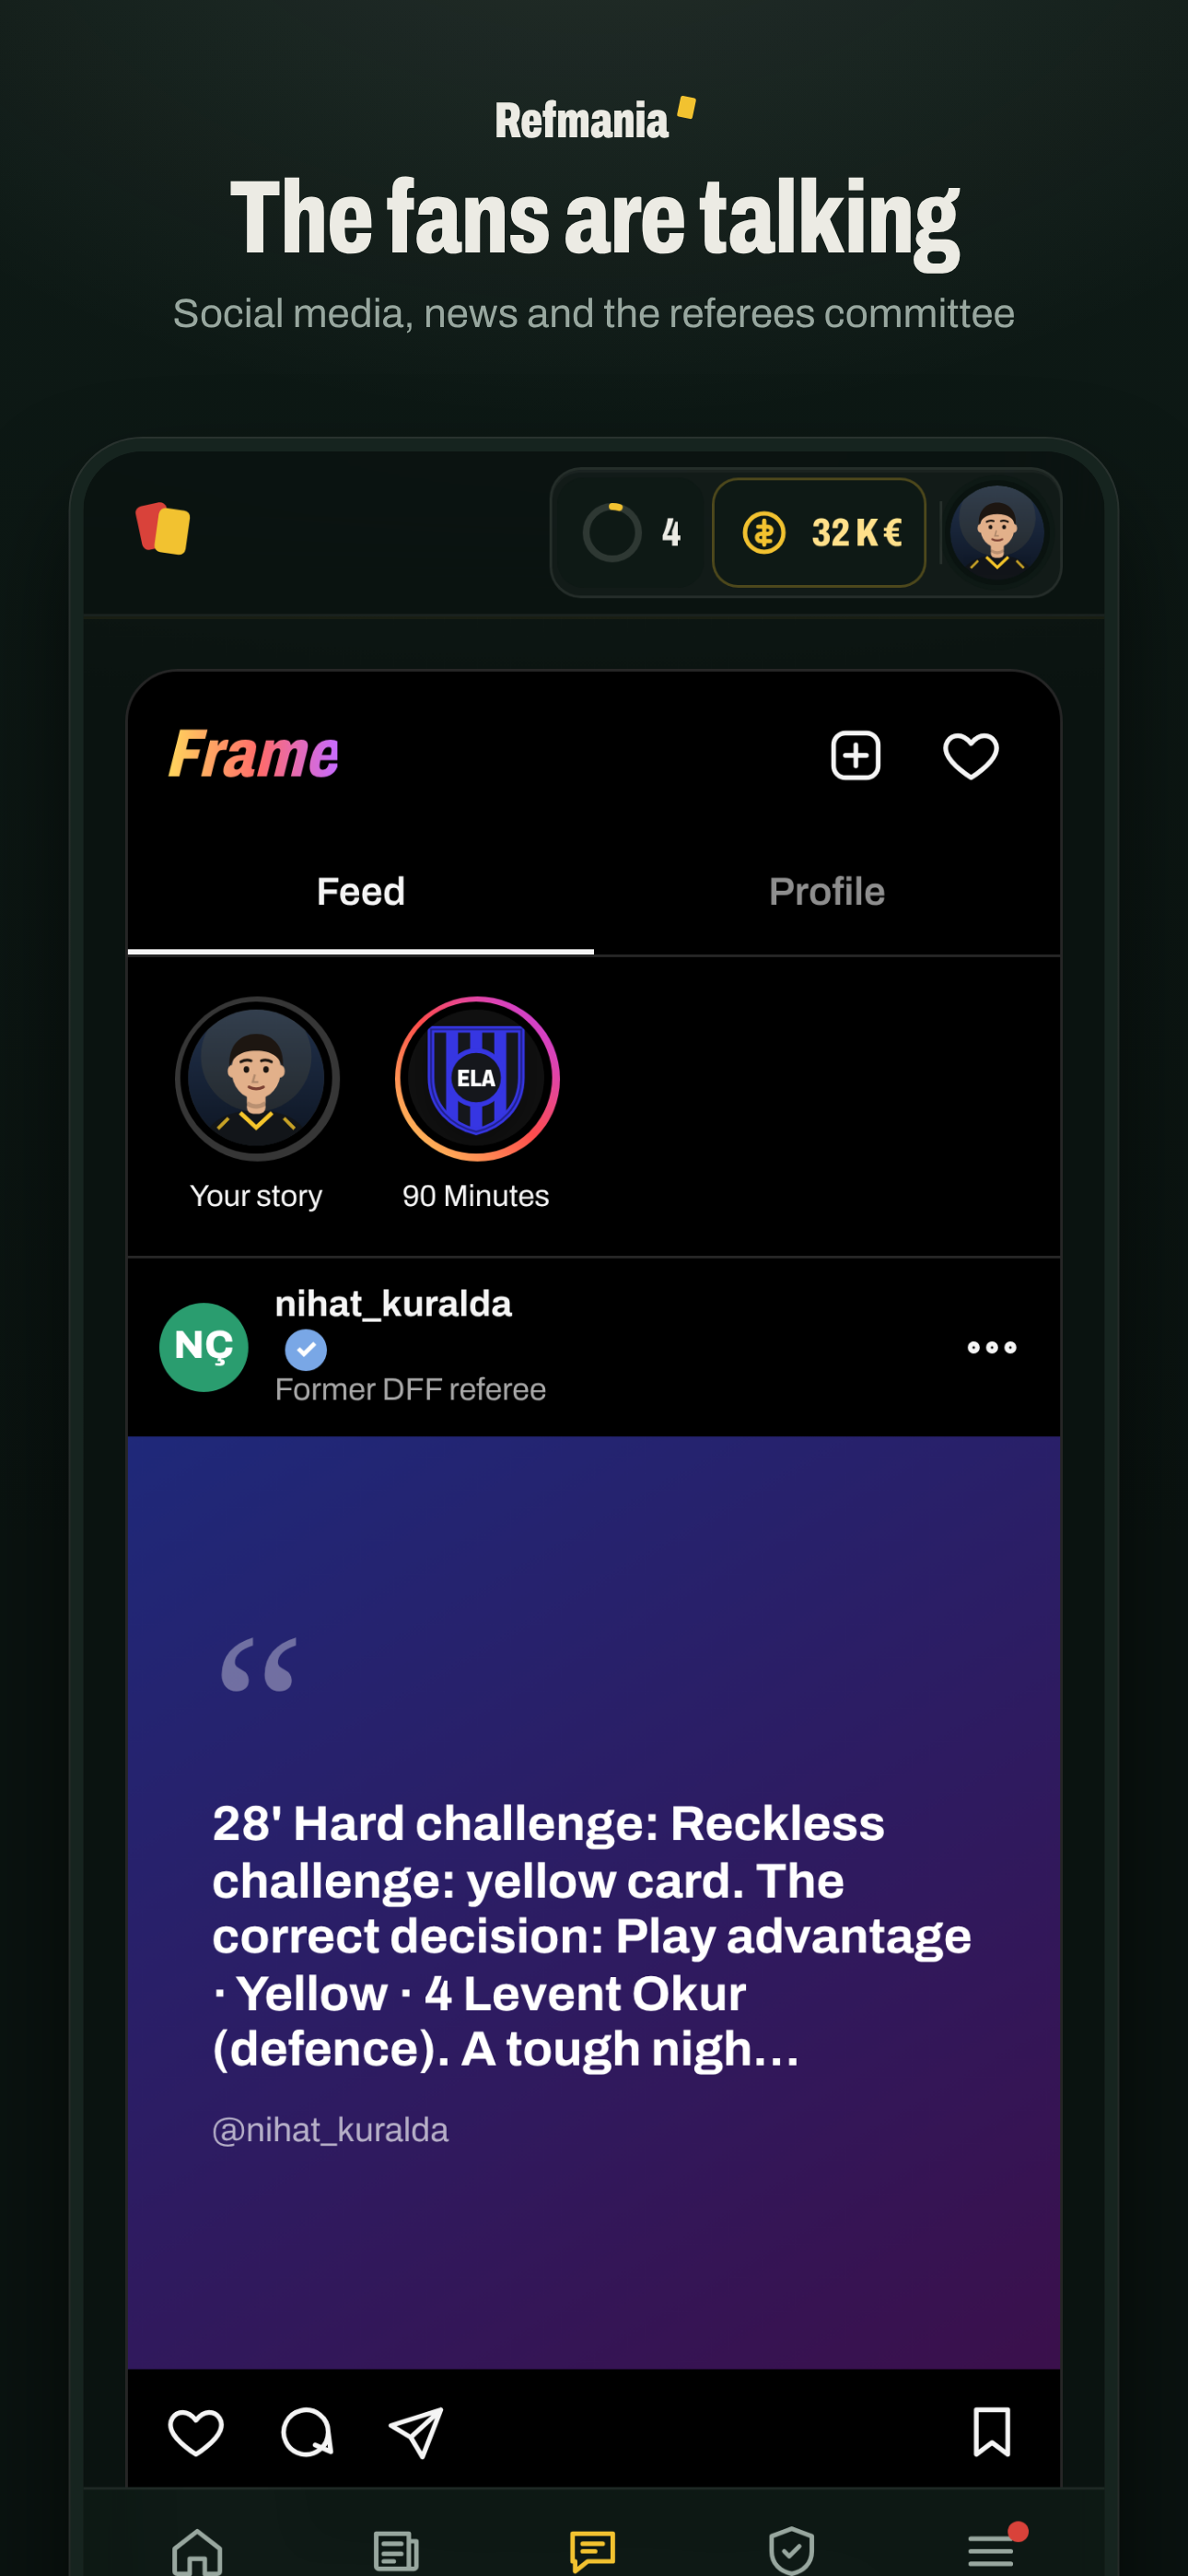 Refmania
The fans are talking
Social media, news and the referees committee
4
32 K €
Frame
Feed
Profile
ELA
Your story
90 Minutes
nihat_kuralda
NÇ
Former DFF referee
“
28' Hard challenge: Reckless
challenge: yellow card. The
correct decision: Play advantage
· Yellow · 4 Levent Okur
(defence). A tough nigh...
@nihat_kuralda